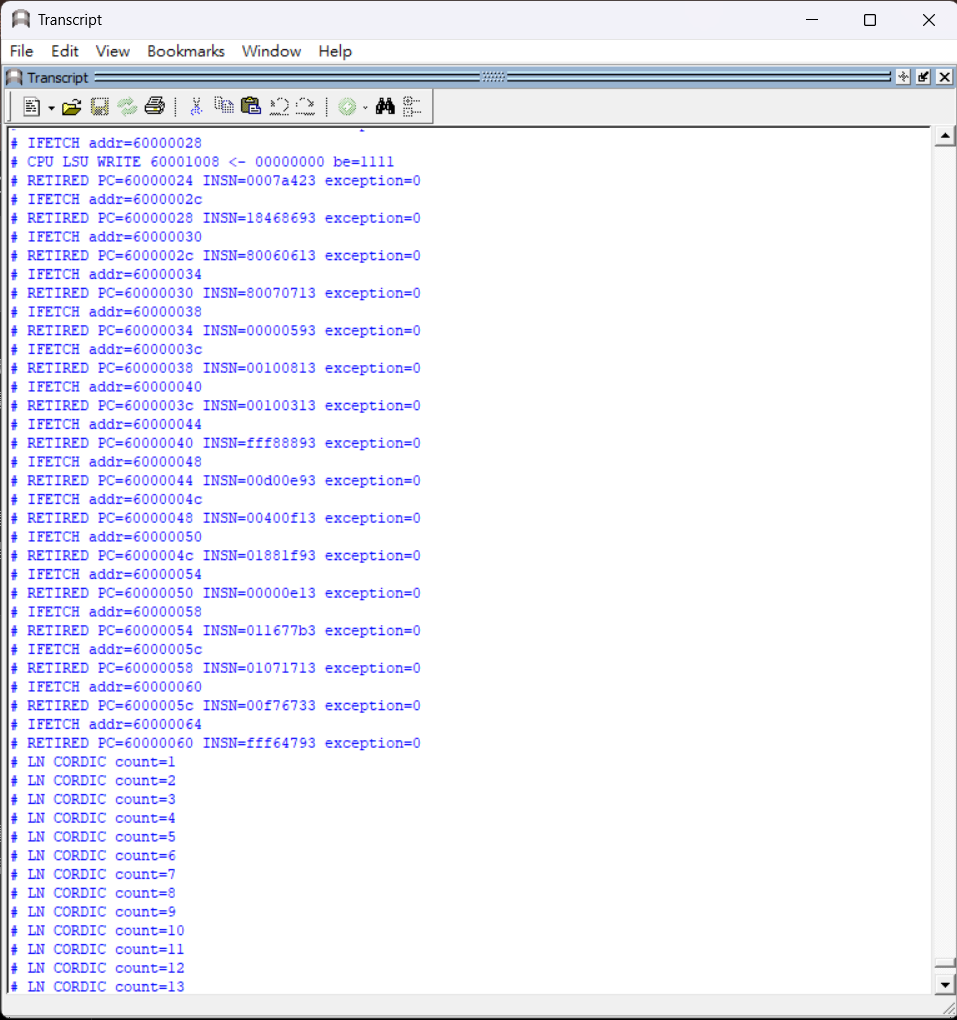 Transcript
File Edit View Bookmarks Window Help
Transcript
# IFETCH addr=60000028
# CPU LSU WRITE 60001008 <- 00000000 be=1111
# RETIRED PC=60000024 INSN=0007a423 exception=0
# IFETCH addr=6000002c
# RETIRED PC=60000028 INSN=18468693 exception=0
# IFETCH addr=60000030
# RETIRED PC=6000002c INSN=80060613 exception=0
# IFETCH addr=60000034
# RETIRED PC=60000030 INSN=80070713 exception=0
# IFETCH addr=60000038
# RETIRED PC=60000034 INSN=00000593 exception=0
# IFETCH addr=6000003c
# RETIRED PC=60000038 INSN=00100813 exception=0
# IFETCH addr=60000040
# RETIRED PC=6000003c INSN=00100313 exception=0
# IFETCH addr=60000044
# RETIRED PC=60000040 INSN=fff88893 exception=0
# IFETCH addr=60000048
# RETIRED PC=60000044 INSN=00d00e93 exception=0
# IFETCH addr=6000004c
# RETIRED PC=60000048 INSN=00400f13 exception=0
# IFETCH addr=60000050
# RETIRED PC=6000004c INSN=01881f93 exception=0
# IFETCH addr=60000054
# RETIRED PC=60000050 INSN=00000e13 exception=0
# IFETCH addr=60000058
# RETIRED PC=60000054 INSN=011677b3 exception=0
# IFETCH addr=6000005c
# RETIRED PC=60000058 INSN=01071713 exception=0
# IFETCH addr=60000060
# RETIRED PC=6000005c INSN=00f76733 exception=0
# IFETCH addr=60000064
# RETIRED PC=60000060 INSN=fff64793 exception=0
# LN CORDIC count=1
# LN CORDIC count=2
# LN CORDIC count=3
# LN CORDIC count=4
# LN CORDIC count=5
# LN CORDIC count=6
# LN CORDIC count=7
# LN CORDIC count=8
# LN CORDIC count=9
# LN CORDIC count=10
# LN CORDIC count=11
# LN CORDIC count=12
# LN CORDIC count=13